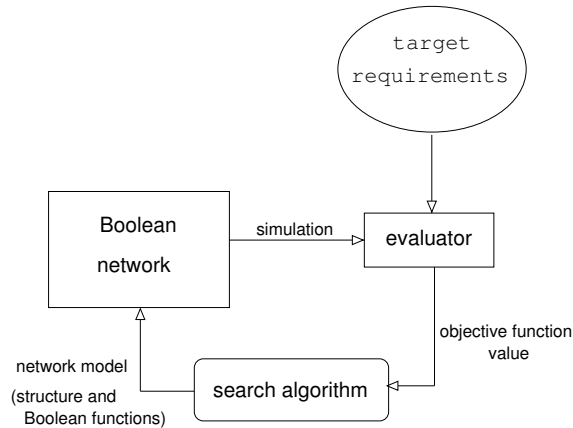 target
requirements
Boolean
network
simulation
evaluator
objective function
value
search algorithm
network model
(structure and
Boolean functions)